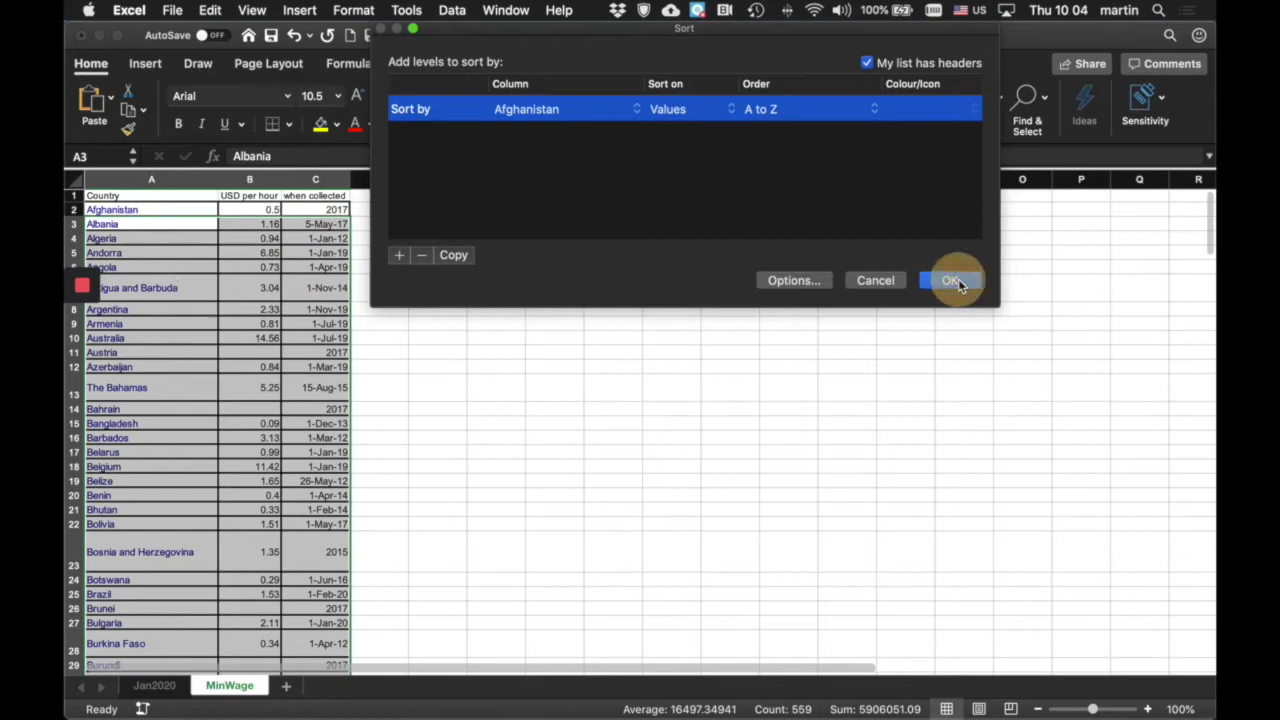 Excel File Edit View Insert Format Tools Data Window Help 100% US Thu 10 04 martin
AutoSave OFF
Sort
Home Insert Draw Page Layout Formula
Share Comments
Add levels to sort by:
My list has headers
Column Sort on Order Colour/Icon
Sort by Afghanistan Values A to Z
Paste
Arial 10.5 A
B I U A
Find & Select
Ideas
Sensitivity
A3 fx Albania
Copy
Options... Cancel OK
A B C O P Q R
1 Country USD per hour when collected
2 Afghanistan 0.5 2017
3 Albania 1.16 5-May-17
4 Algeria 0.94 1-Jan-12
5 Andorra 6.85 1-Jan-19
ngola 0.73 1-Apr-19
tigua and Barbuda 3.04 1-Nov-14
8 Argentina 2.33 1-Nov-19
9 Armenia 0.81 1-Jul-19
10 Australia 14.56 1-Jul-19
11 Austria 2017
12 Azerbaijan 0.84 1-Mar-19
13 The Bahamas 5.25 15-Aug-15
14 Bahrain 2017
15 Bangladesh 0.09 1-Dec-13
16 Barbados 3.13 1-Mar-12
17 Belarus 0.99 1-Jan-19
18 Belgium 11.42 1-Jan-19
19 Belize 1.65 26-May-12
20 Benin 0.4 1-Apr-14
21 Bhutan 0.33 1-Feb-14
22 Bolivia 1.51 1-May-17
23 Bosnia and Herzegovina 1.35 2015
24 Botswana 0.29 1-Jun-16
25 Brazil 1.53 1-Feb-20
26 Brunei 2017
27 Bulgaria 2.11 1-Jan-20
28 Burkina Faso 0.34 1-Apr-12
29 Burundi 2017
Jan2020 MinWage
Ready Average: 16497.34941 Count: 559 Sum: 5906051.09 100%